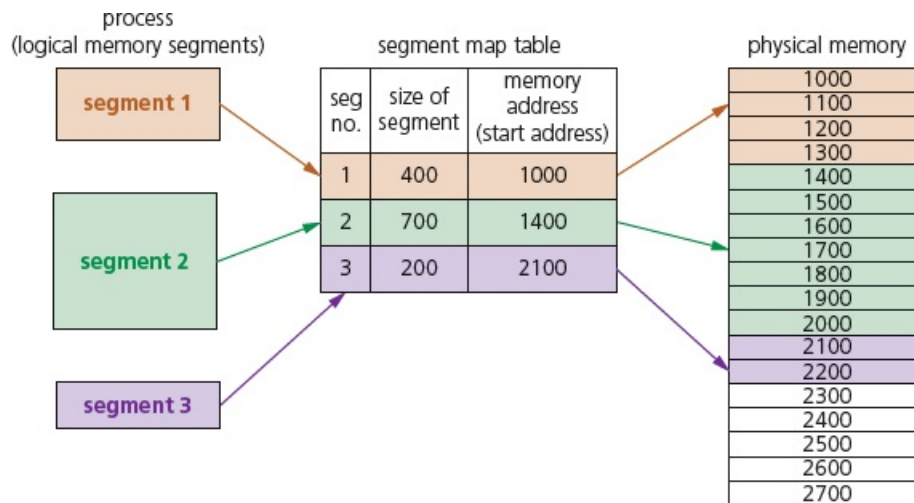 process
(logical memory segments)
segment 1
segment 2
segment 3
segment map table
seg no.
size of segment
memory address (start address)
1 400 1000
2 700 1400
3 200 2100
physical memory
1000
1100
1200
1300
1400
1500
1600
1700
1800
1900
2000
2100
2200
2300
2400
2500
2600
2700